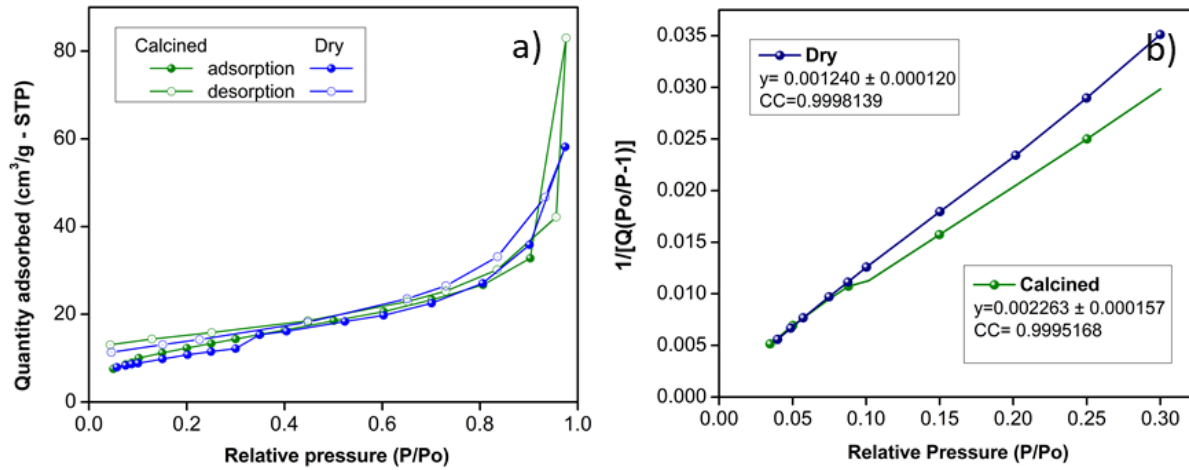 a)
Calcined Dry
adsorption
desorption
Quantity adsorbed (cm³/g - STP)
80
60
40
20
0
0.0 0.2 0.4 0.6 0.8 1.0
Relative pressure (P/Po)
b)
Dry
y= 0.001240 ± 0.000120
CC=0.9998139
Calcined
y=0.002263 ± 0.000157
CC= 0.9995168
1/[Q(Po/P-1)]
0.035
0.030
0.025
0.020
0.015
0.010
0.005
0.000
0.00 0.05 0.10 0.15 0.20 0.25 0.30
Relative Pressure (P/Po)